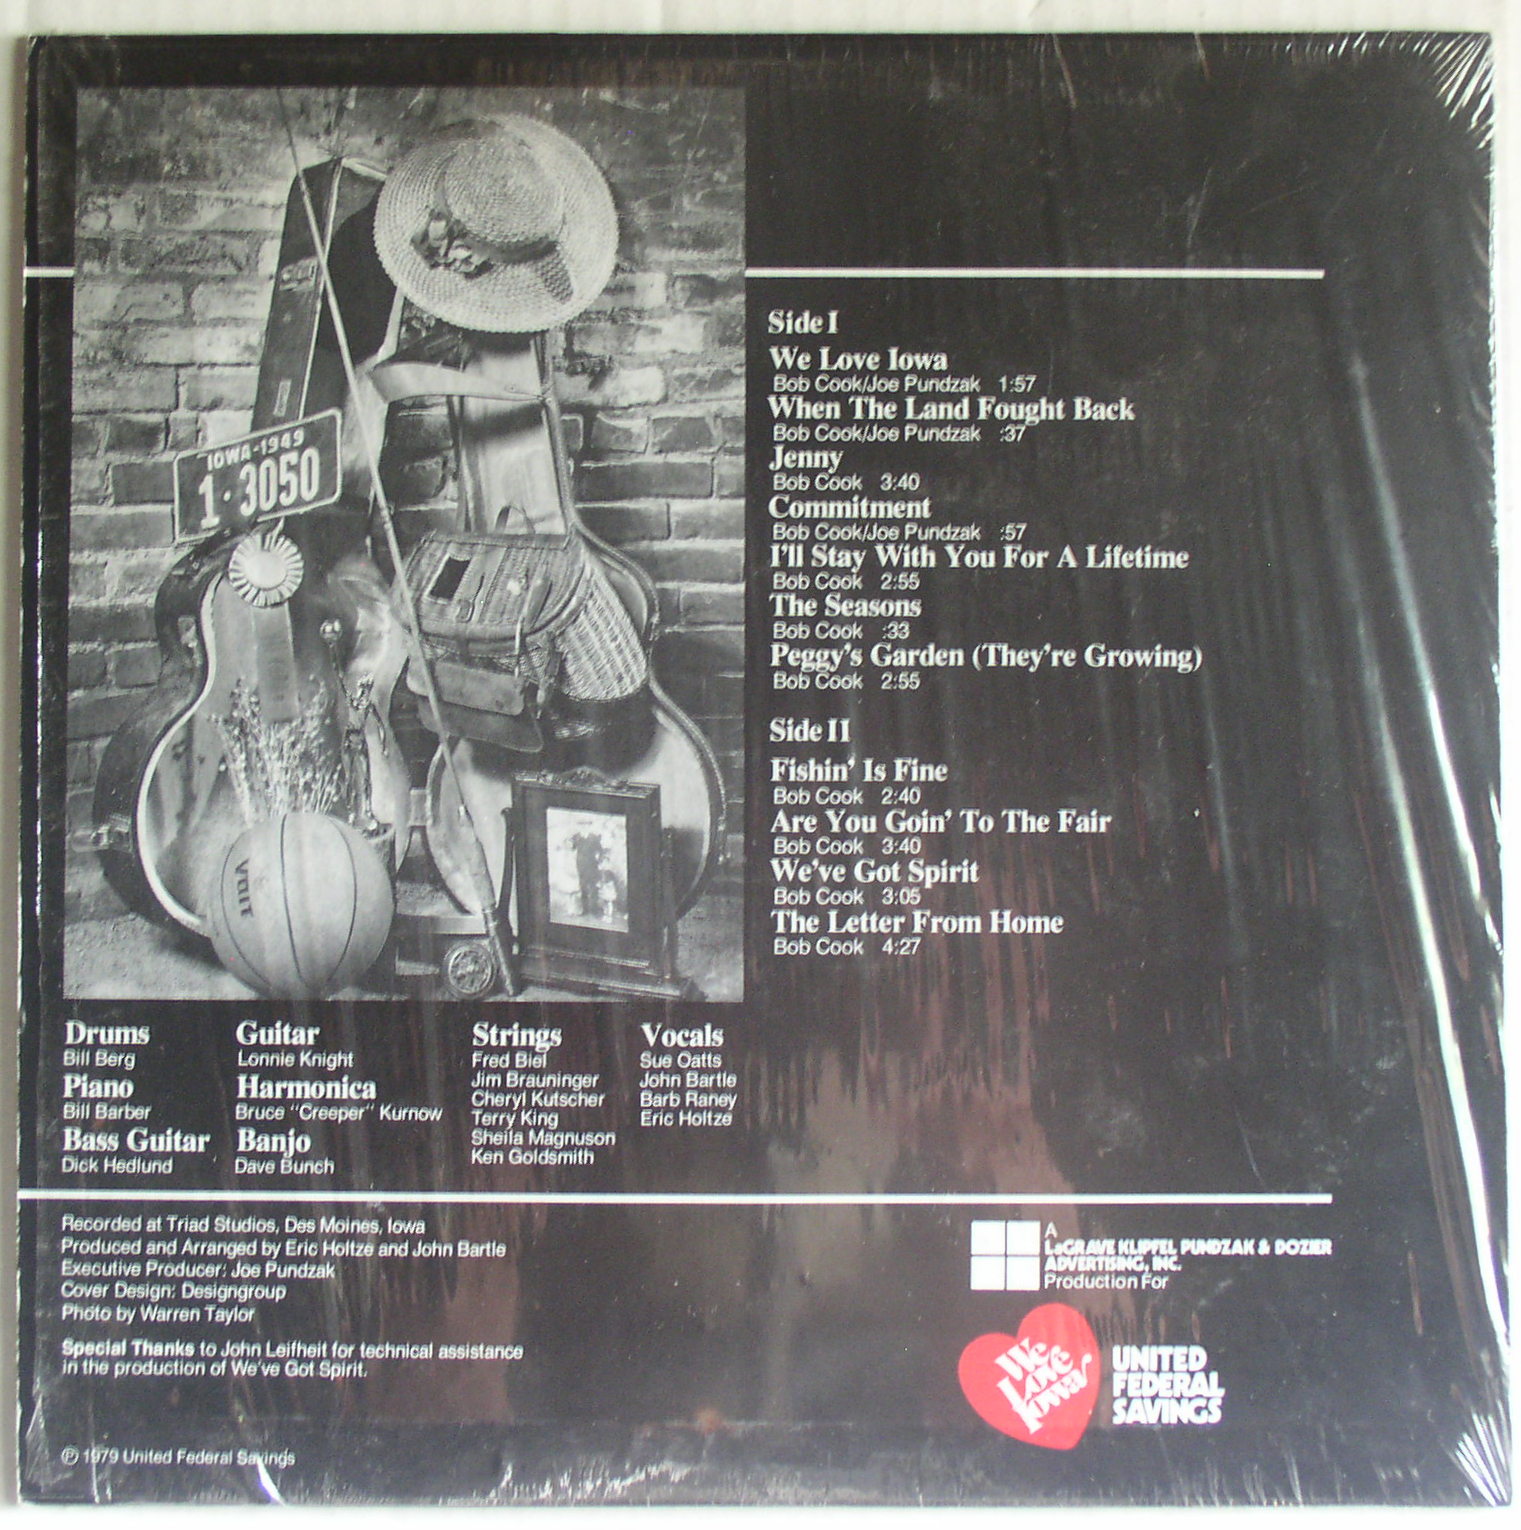 IOWA-1949
1·3050
VOIT
Side I
We Love Iowa
Bob Cook/Joe Pundzak 1:57
When The Land Fought Back
Bob Cook/Joe Pundzak :37
Jenny
Bob Cook 3:40
Commitment
Bob Cook/Joe Pundzak :57
I'll Stay With You For A Lifetime
Bob Cook 2:55
The Seasons
Bob Cook :33
Peggy's Garden (They're Growing)
Bob Cook 2:55
Side II
Fishin' Is Fine
Bob Cook 2:40
Are You Goin' To The Fair
Bob Cook 3:40
We've Got Spirit
Bob Cook 3:05
The Letter From Home
Bob Cook 4:27
Drums
Bill Berg
Piano
Bill Barber
Bass Guitar
Dick Hedlund
Guitar
Lonnie Knight
Harmonica
Bruce "Creeper" Kurnow
Banjo
Dave Bunch
Strings
Fred Biel
Jim Brauninger
Cheryl Kutscher
Terry King
Sheila Magnuson
Ken Goldsmith
Vocals
Sue Oatts
John Bartle
Barb Raney
Eric Holtze
Recorded at Triad Studios, Des Moines, Iowa
Produced and Arranged by Eric Holtze and John Bartle
Executive Producer: Joe Pundzak
Cover Design: Designgroup
Photo by Warren Taylor
Special Thanks to John Leifheit for technical assistance
in the production of We've Got Spirit.
℗ 1979 United Federal Savings
A
LaGRAVE KLIPFEL PUNDZAK & DOZIER
ADVERTISING, INC.
Production For
We
Love
Iowa
UNITED
FEDERAL
SAVINGS